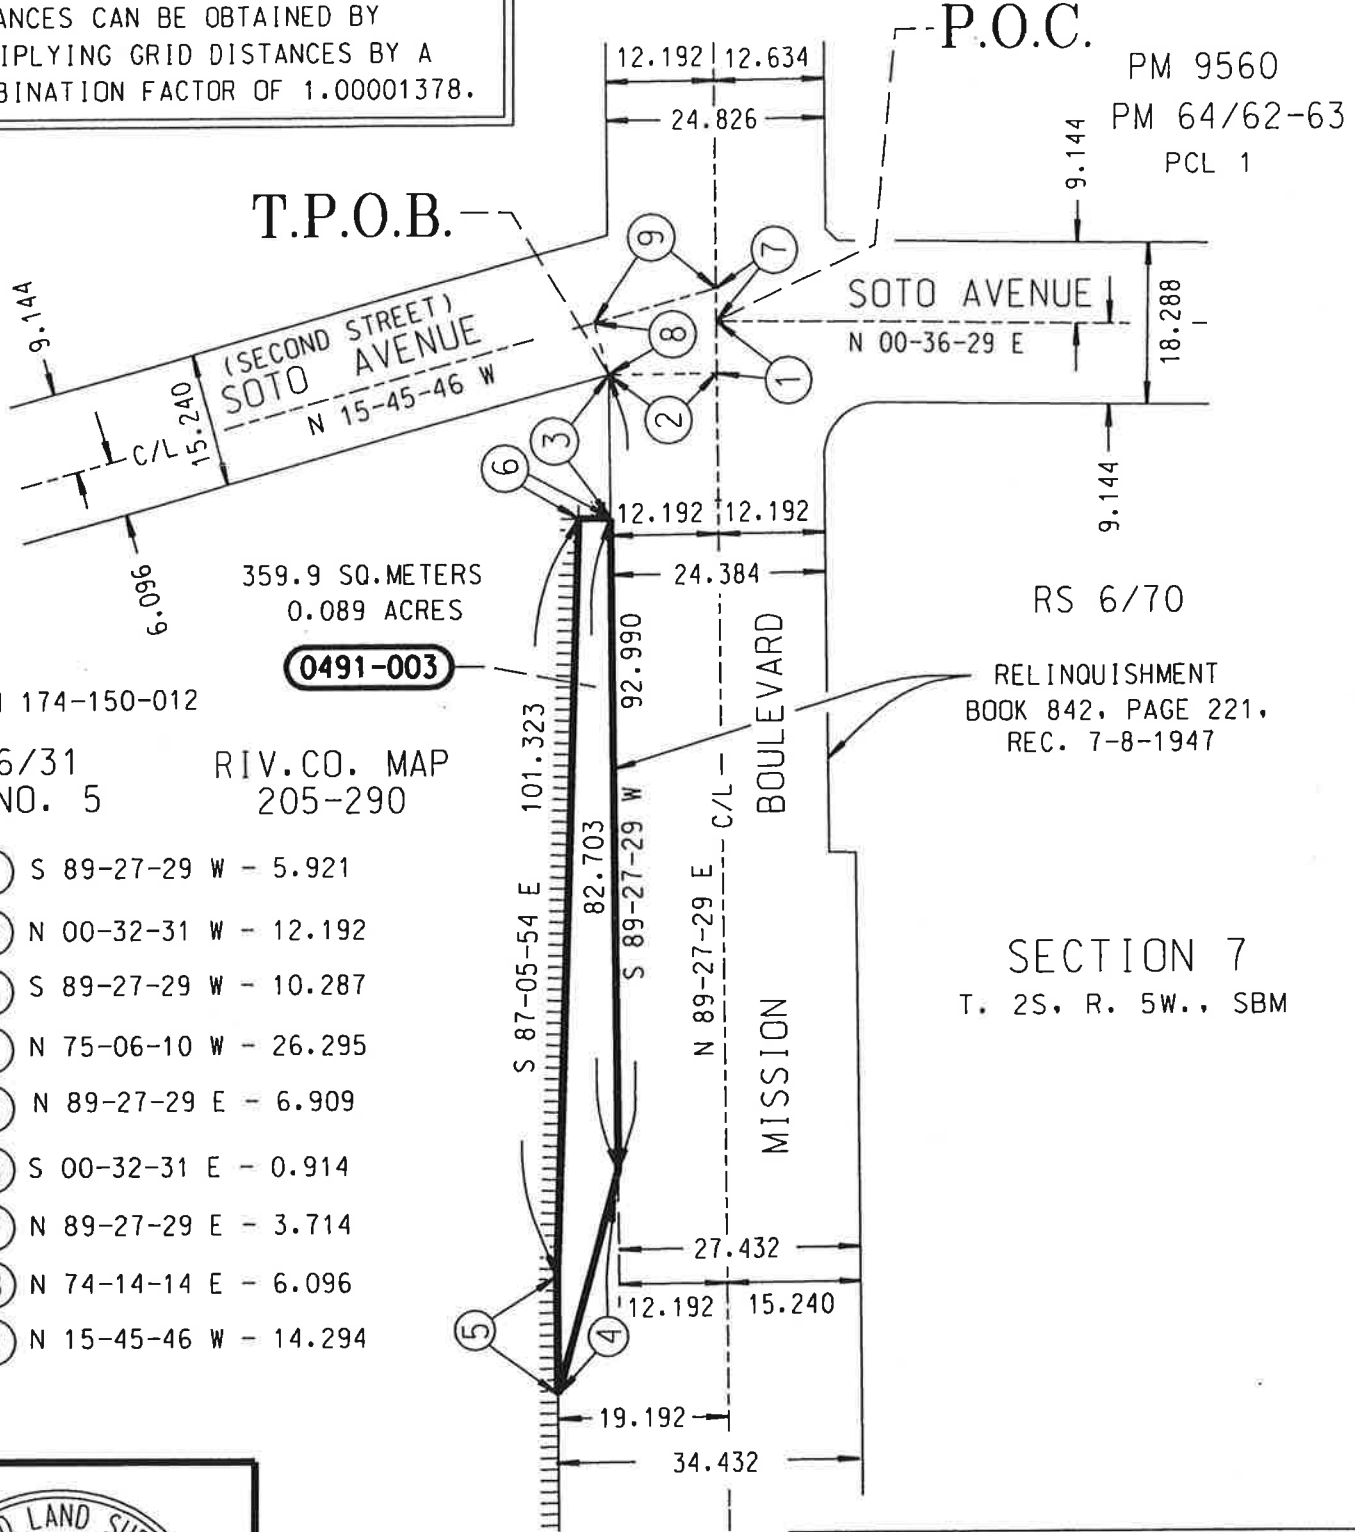 ANCES CAN BE OBTAINED BY
IPLYING GRID DISTANCES BY A
BINATION FACTOR OF 1.00001378.
P.O.C.
12.192
12.634
24.826
PM 9560
PM 64/62-63
PCL 1
9.144
T.P.O.B.
9
7
9.144
(SECOND STREET)
SOTO AVENUE
N 15-45-46 W
8
SOTO AVENUE
N 00-36-29 E
18.288
1
2
15.240
C/L
3
6
9.144
12.192
12.192
24.384
6.096
359.9 SQ.METERS
0.089 ACRES
0491-003
RS 6/70
RELINQUISHMENT
BOOK 842, PAGE 221,
REC. 7-8-1947
174-150-012
6/31
NO. 5
RIV.CO. MAP
205-290
92.990
101.323
82.703
S 89-27-29 W
S 87-05-54 E
N 89-27-29 E
C/L
BOULEVARD
MISSION
S 89-27-29 W - 5.921
N 00-32-31 W - 12.192
S 89-27-29 W - 10.287
N 75-06-10 W - 26.295
N 89-27-29 E - 6.909
S 00-32-31 E - 0.914
N 89-27-29 E - 3.714
N 74-14-14 E - 6.096
N 15-45-46 W - 14.294
SECTION 7
T. 2S, R. 5W., SBM
27.432
12.192
15.240
5
4
19.192
34.432
LAND